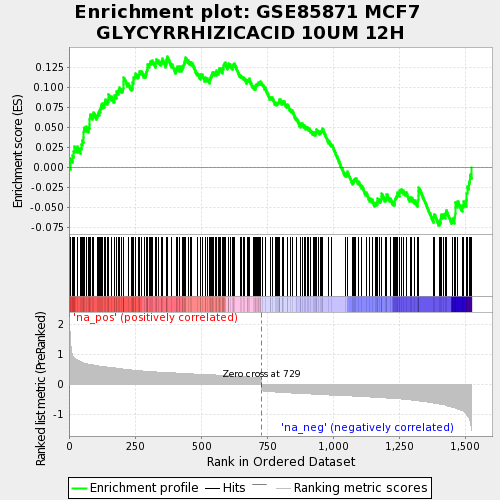 Enrichment plot: GSE85871 MCF7
GLYCYRRHIZICACID 10UM 12H
Enrichment score (ES)
0.125
0.100
0.075
0.050
0.025
0.000
-0.025
-0.050
-0.075
'na_pos' (positively correlated)
Ranked list metric (PreRanked)
2
1
0
-1
Zero cross at 729
'na_neg' (negatively correlated)
0
250
500
750
1,000
1,250
1,500
Rank in Ordered Dataset
Enrichment profile
Hits
Ranking metric scores